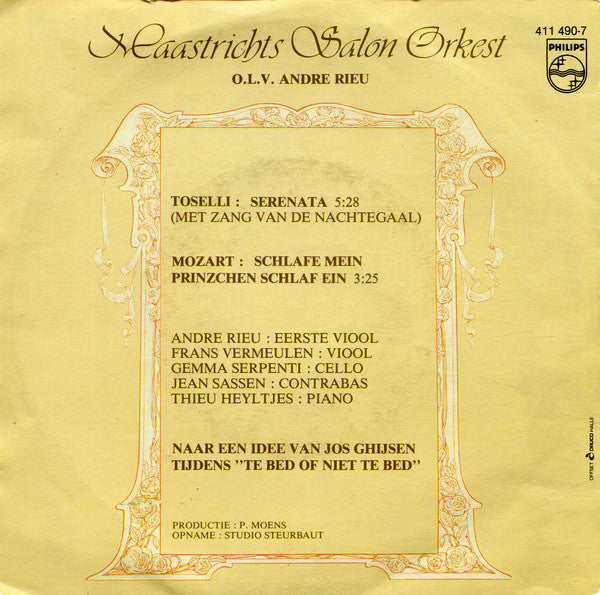 Maastrichts Salon Orkest
411 490-7
PHILIPS
O.L.V. ANDRE RIEU
TOSELLI : SERENATA 5:28
(MET ZANG VAN DE NACHTEGAAL)
MOZART : SCHLAFE MEIN
PRINZCHEN SCHLAF EIN 3:25
ANDRE RIEU : EERSTE VIOOL
FRANS VERMEULEN : VIOOL
GEMMA SERPENTI : CELLO
JEAN SASSEN : CONTRABAS
THIEU HEYLTJES : PIANO
NAAR EEN IDEE VAN JOS GHIJSEN
TIJDENS "TE BED OF NIET TE BED"
PRODUCTIE : P. MOENS
OPNAME : STUDIO STEURBAUT
OFFSET DRUCO HALLE